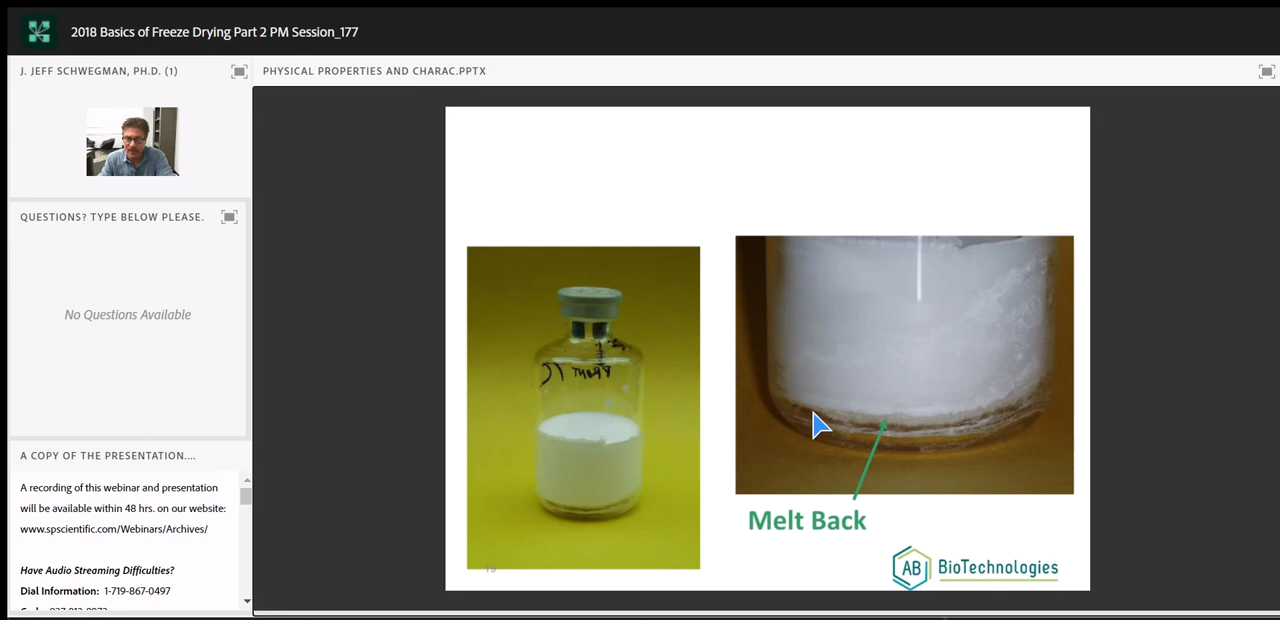 2018 Basics of Freeze Drying Part 2 PM Session_177
J. JEFF SCHWEGMAN, PH.D. (1)
PHYSICAL PROPERTIES AND CHARAC.PPTX
QUESTIONS? TYPE BELOW PLEASE.
No Questions Available
A COPY OF THE PRESENTATION....
A recording of this webinar and presentation
will be available within 48 hrs. on our website:
www.spscientific.com/Webinars/Archives/
Have Audio Streaming Difficulties?
Dial Information: 1-719-867-0497
Melt Back
AB BioTechnologies